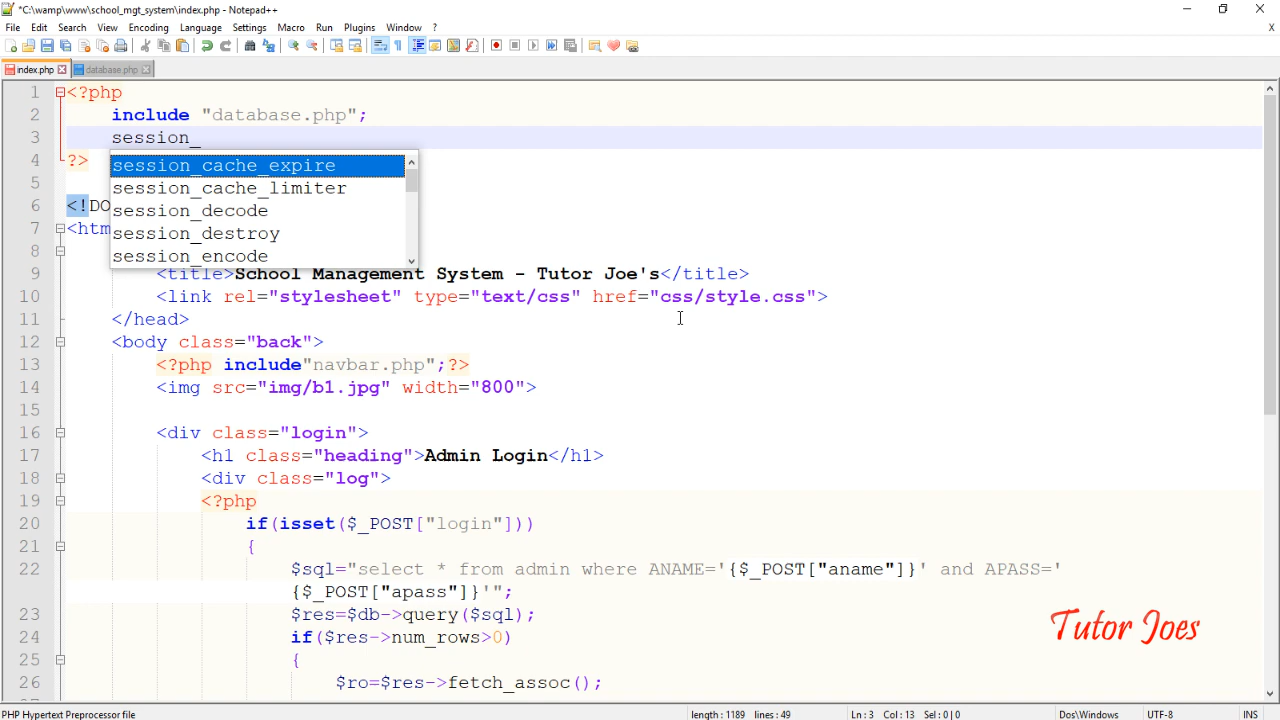 *C:\wamp\www\school_mgt_system\index.php - Notepad++
File Edit Search View Encoding Language Settings Macro Run Plugins Window ?
X
index.php database.php
1 <?php
2 include "database.php";
3 session_
4 ?>
session_cache_expire
session_cache_limiter
session_decode
session_destroy
session_encode
5
6 <!DO
7 <htm
8
9 <title>School Management System - Tutor Joe's</title>
10 <link rel="stylesheet" type="text/css" href="css/style.css">
11 </head>
12 <body class="back">
13 <?php include"navbar.php";?>
14 <img src="img/b1.jpg" width="800">
15
16 <div class="login">
17 <h1 class="heading">Admin Login</h1>
18 <div class="log">
19 <?php
20 if(isset($_POST["login"]))
21 {
22 $sql="select * from admin where ANAME='{$_POST["aname"]}' and APASS='
{$_POST["apass"]}'";
23 $res=$db->query($sql);
24 if($res->num_rows>0)
25 {
26 $ro=$res->fetch_assoc();
Tutor Joes
PHP Hypertext Preprocessor file length : 1189 lines : 49 Ln : 3 Col : 13 Sel : 0 | 0 Dos\Windows UTF-8 INS